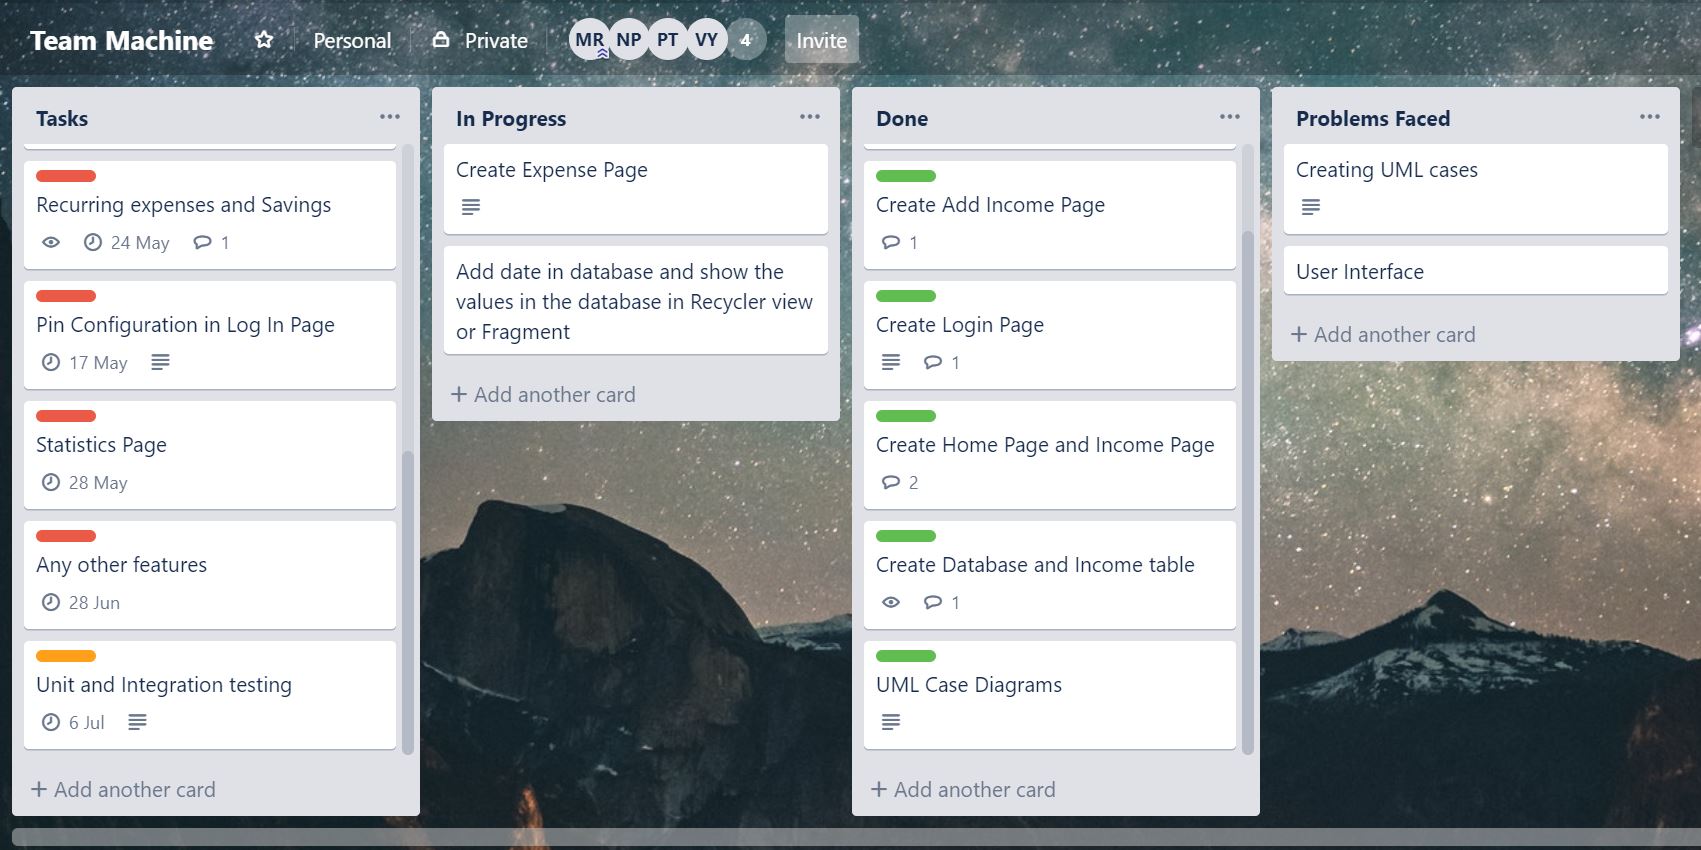 Team Machine
Personal
Private
MR NP PT VY 4
Invite
Tasks
Recurring expenses and Savings
24 May 1
Pin Configuration in Log In Page
17 May
Statistics Page
28 May
Any other features
28 Jun
Unit and Integration testing
6 Jul
+ Add another card
In Progress
Create Expense Page
Add date in database and show the
values in the database in Recycler view
or Fragment
+ Add another card
Done
Create Add Income Page
1
Create Login Page
1
Create Home Page and Income Page
2
Create Database and Income table
1
UML Case Diagrams
+ Add another card
Problems Faced
Creating UML cases
User Interface
+ Add another card